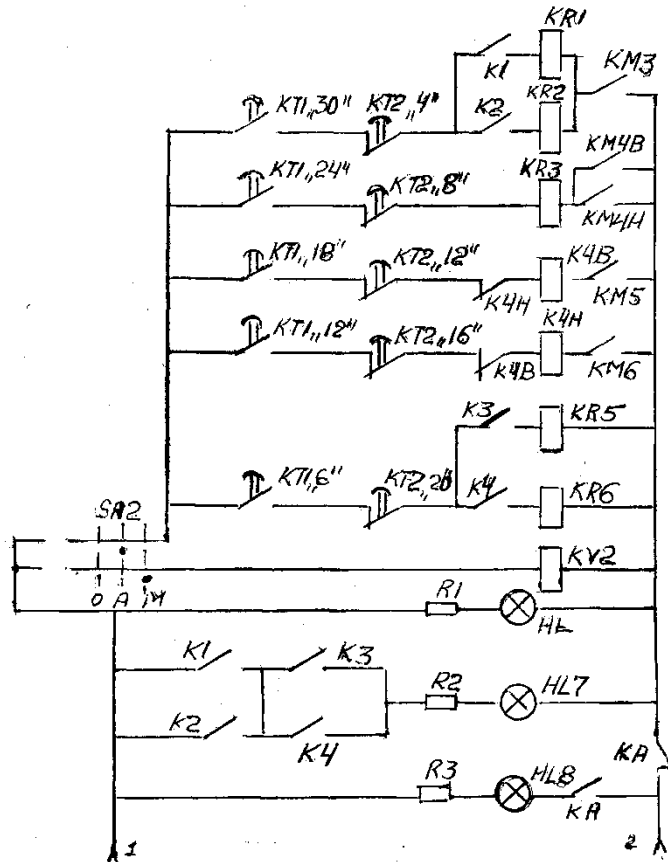 KR1
K1
KM3
KT1„30"
KT2„4"
K2
KR2
KM4B
KT1„24"
KT2„8"
KR3
KM4H
KT1„18"
KT2„12"
K4H
K4B
KM5
KT1„12"
KT2„16"
K4B
K4H
KM6
K3
KR5
KT1„6"
KT2„20"
K4
KR6
SA2
KV2
O A M
R1
HL
K1
K3
K2
K4
R2
HL7
KA
R3
HL8
KA
1
2